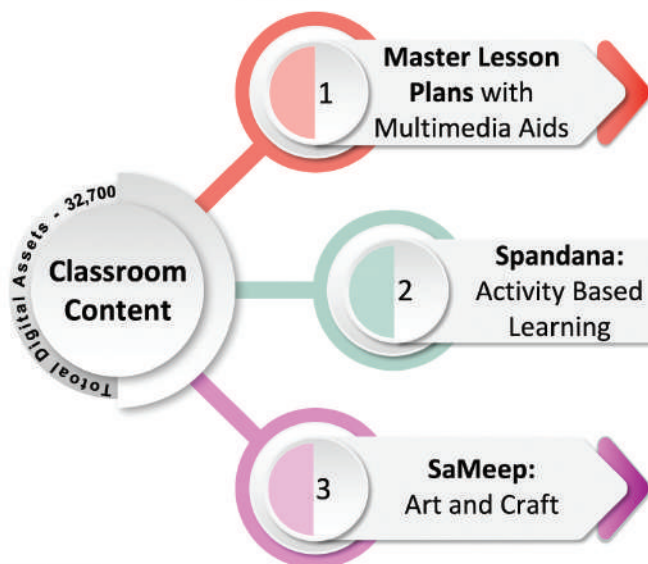 Totoal Digital Assets - 32,700
Classroom
Content
1
Master Lesson
Plans with
Multimedia Aids
2
Spandana:
Activity Based
Learning
3
SaMeep:
Art and Craft